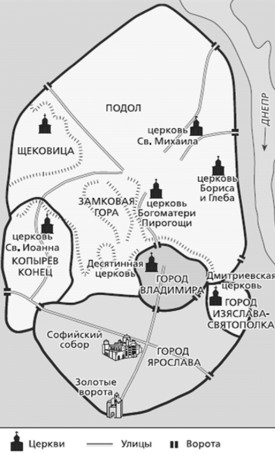 ПОДОЛ
ДНЕПР
церковь
Св. Михаила
ЩЕКОВИЦА
церковь
Бориса
и Глеба
ЗАМКОВАЯ
ГОРА
церковь
Богоматери
Пирогощи
церковь
Св. Иоанна
КОПЫРЕВ
КОНЕЦ
Десятинная
церковь
ГОРОД
ВЛАДИМИРА
Дмитриевская
церковь
ГОРОД
ИЗЯСЛАВА-
СВЯТОПОЛКА
Софийский
собор
ГОРОД
ЯРОСЛАВА
Золотые
ворота
Церкви
Улицы
Ворота